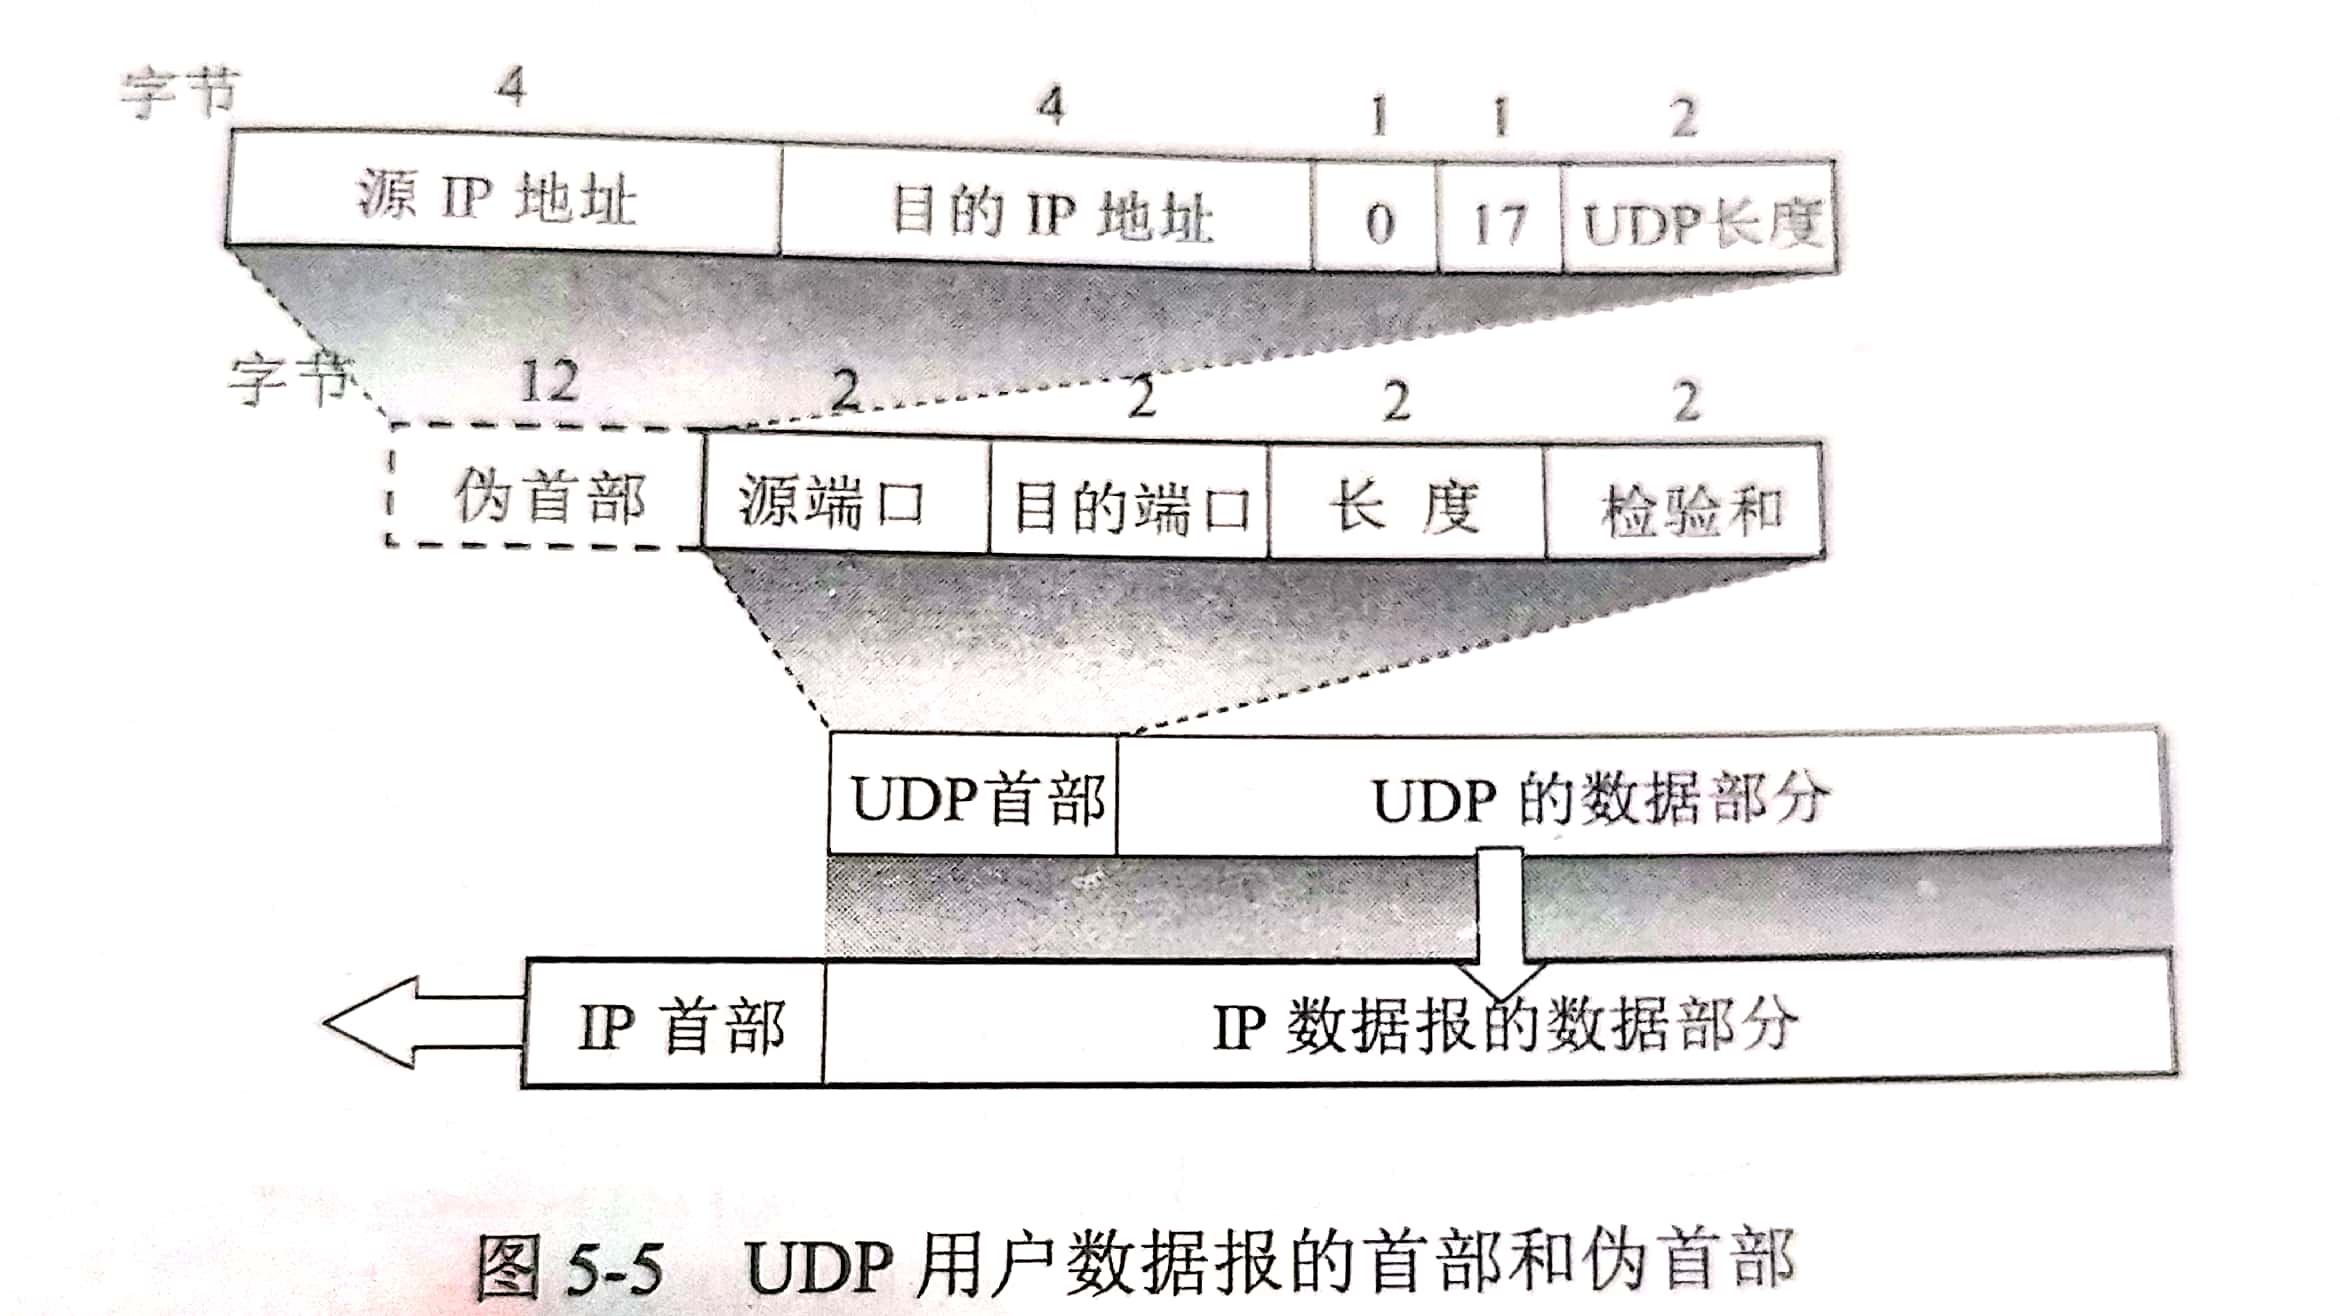 字节 4 4 1 1 2
源 IP 地址 目的 IP 地址 0 17 UDP长度
字节 12 2 2 2 2
伪首部 源端口 目的端口 长 度 检验和
UDP首部 UDP 的数据部分
IP 首部 IP 数据报的数据部分
图 5-5 UDP 用户数据报的首部和伪首部